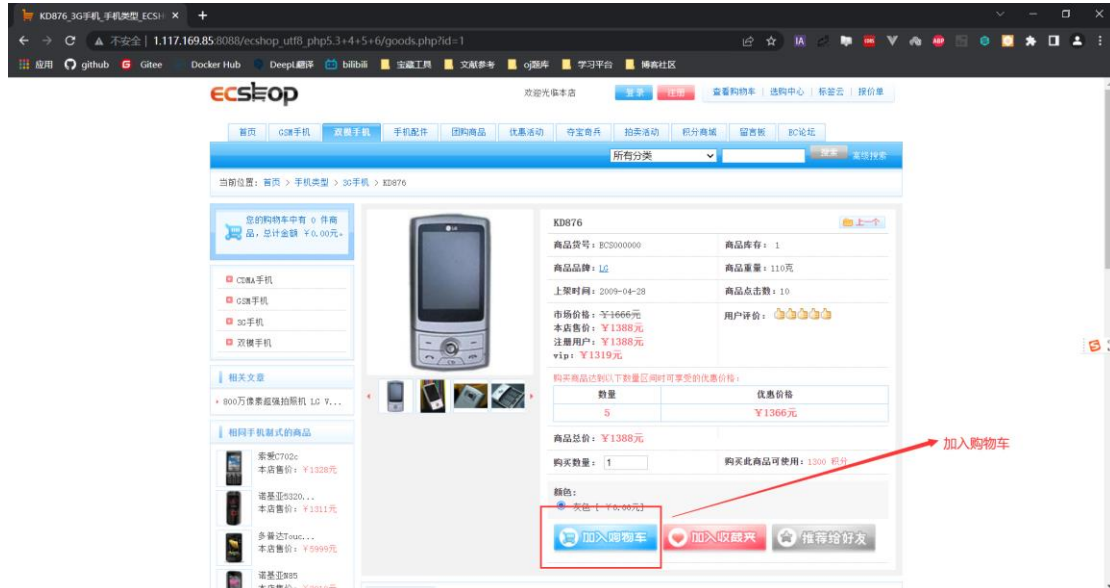 KD876_3G手机_手机类型_ECSH
不安全 | 1.117.169.85:8088/ecshop_utf8_php5.3+4+5+6/goods.php?id=1
应用 github Gitee Docker Hub DeepL翻译 bilibili 宝藏工具 文献参考 oj题库 学习平台 博客社区
ECSHOP
欢迎光临本店 登录 注册 查看购物车 | 选购中心 | 标签云 | 报价单
首页 GSM手机 双模手机 手机配件 团购商品 优惠活动 夺宝奇兵 拍卖活动 积分商城 留言板 EC论坛
所有分类 搜索 高级搜索
当前位置: 首页 > 手机类型 > 3G手机 > KD876
您的购物车中有 0 件商
品,总计金额 ¥0.00元。
CDMA手机
GSM手机
3G手机
双模手机
相关文章
800万像素超强拍照机 LG V...
相同手机制式的商品
索爱C702c
本店售价:¥1328元
诺基亚5320...
本店售价:¥1311元
多普达Touc...
本店售价:¥5999元
诺基亚N85
KD876
上一个
商品货号:ECS000000
商品库存: 1
商品品牌:LG
商品重量:110克
上架时间:2009-04-28
商品点击数:10
市场价格:¥1666元
用户评价:
本店售价:¥1388元
注册用户:¥1388元
vip:¥1319元
购买商品达到以下数量区间时可享受的优惠价格:
数量 优惠价格
5 ¥1366元
商品总价:¥1388元
购买数量: 1
购买此商品可使用:1300 积分
颜色:
灰色 [ ¥0.00元]
加入购物车 加入收藏夹 推荐给好友
加入购物车